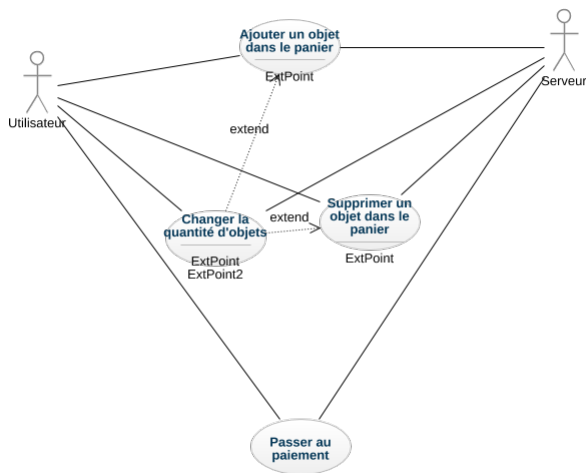 Ajouter un objet
dans le panier
ExtPoint
Utilisateur
Serveur
extend
Changer la
quantité d'objets
ExtPoint
ExtPoint2
extend
Supprimer un
objet dans le
panier
ExtPoint
Passer au
paiement